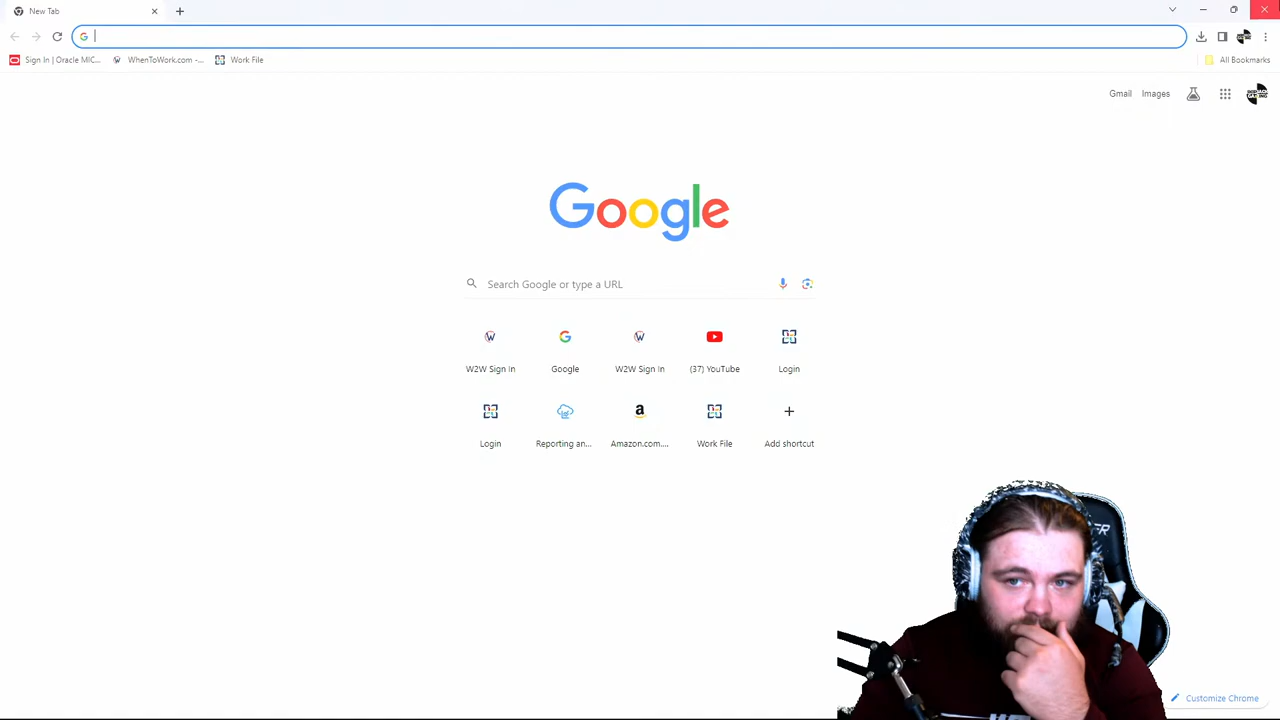 New Tab
Sign In | Oracle MIC...
WhenToWork.com -...
Work File
All Bookmarks
Gmail
Images
Google
Search Google or type a URL
W2W Sign In
Google
W2W Sign In
(37) YouTube
Login
Login
Reporting an...
Amazon.com....
Work File
Add shortcut
Customize Chrome